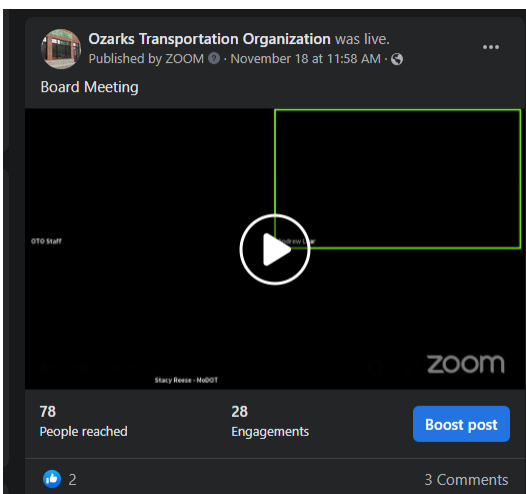 Ozarks Transportation Organization was live.
Published by ZOOM · November 18 at 11:58 AM ·
Board Meeting
OTO Staff
Andrew
Stacy Reese - MoDOT
zoom
78
28
People reached
Engagements
Boost post
2
3 Comments